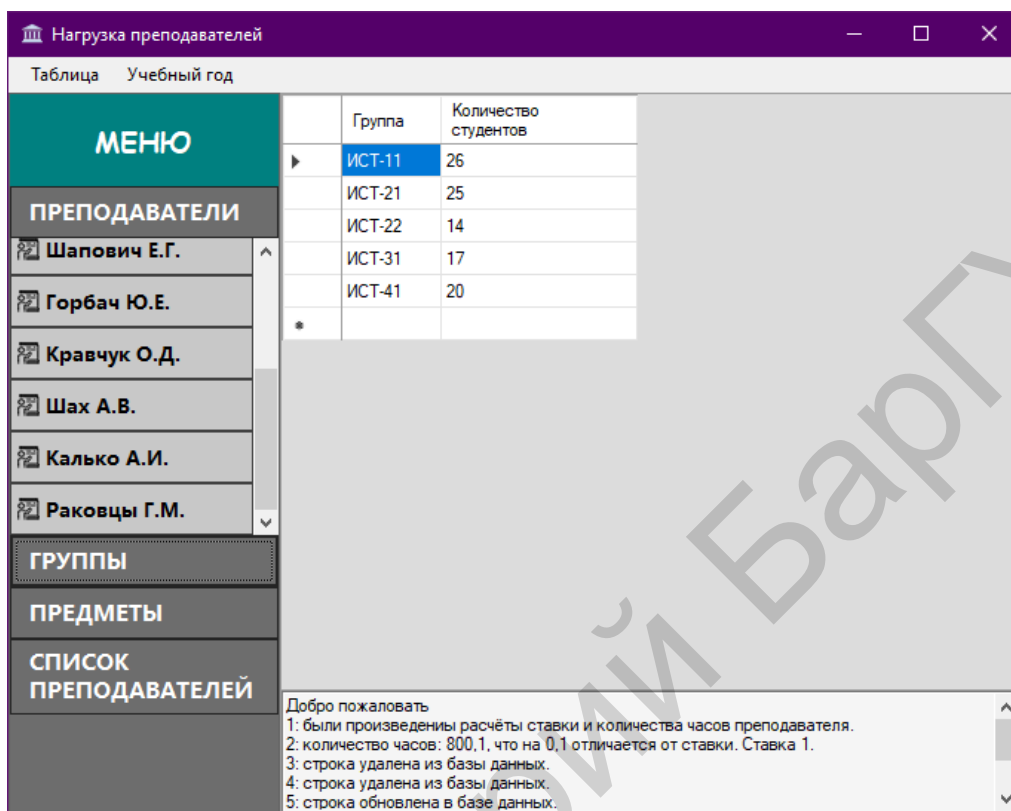 Нагрузка преподавателей
Таблица Учебный год
МЕНЮ
ПРЕПОДАВАТЕЛИ
Шапович Е.Г.
Горбач Ю.Е.
Кравчук О.Д.
Шах А.В.
Калько А.И.
Раковцы Г.М.
ГРУППЫ
ПРЕДМЕТЫ
СПИСОК
ПРЕПОДАВАТЕЛЕЙ
Группа Количество
студентов
ИСТ-11 26
ИСТ-21 25
ИСТ-22 14
ИСТ-31 17
ИСТ-41 20
Добро пожаловать
1: были произведены расчёты ставки и количества часов преподавателя.
2: количество часов: 800,1, что на 0,1 отличается от ставки. Ставка 1.
3: строка удалена из базы данных.
4: строка удалена из базы данных.
5: строка обновлена в базе данных.